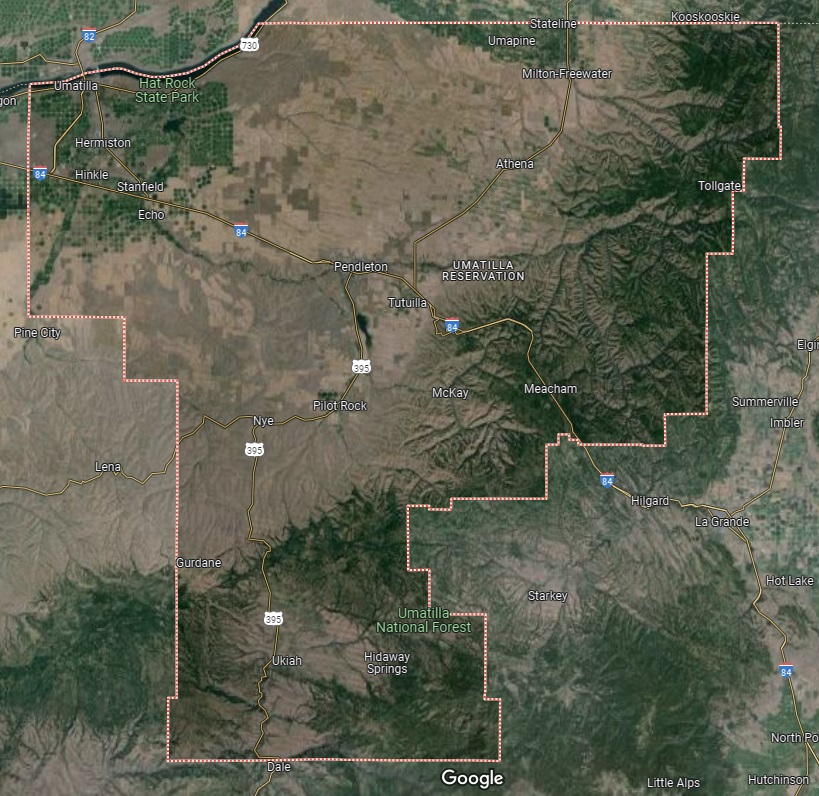 Kooskooskie
Stateline
82
730
Umapine
Milton-Freewater
Umatilla
Hat Rock
State Park
gon
Hermiston
Athena
84
Hinkle
Stanfield
Tollgate
Echo
84
Pendleton
UMATILLA
RESERVATION
Tutuilla
84
Pine City
Elgin
395
Meacham
McKay
Summerville
Pilot Rock
Nye
Imbler
395
Lena
84
Hilgard
La Grande
Gurdane
Hot Lake
Starkey
Umatilla
National Forest
395
Ukiah
Hidaway
Springs
84
North Po
Dale
Google
Little Alps
Hutchinson